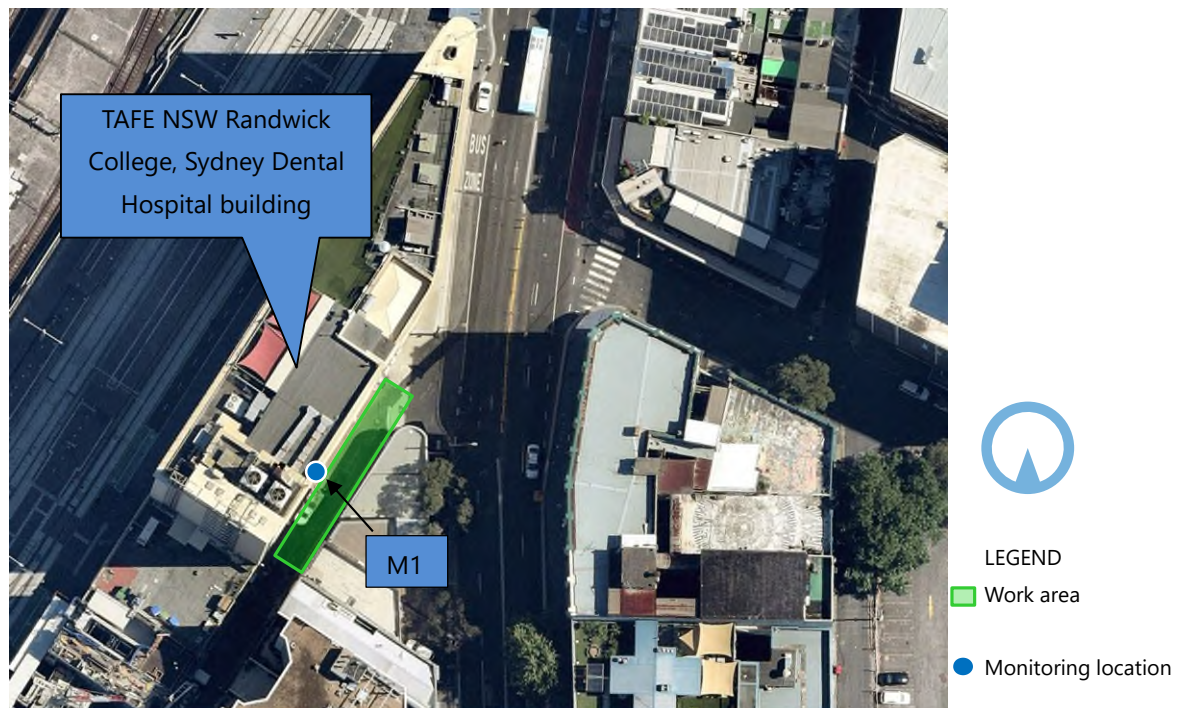 TAFE NSW Randwick
College, Sydney Dental
Hospital building
BUS
ZONE
M1
LEGEND
Work area
Monitoring location